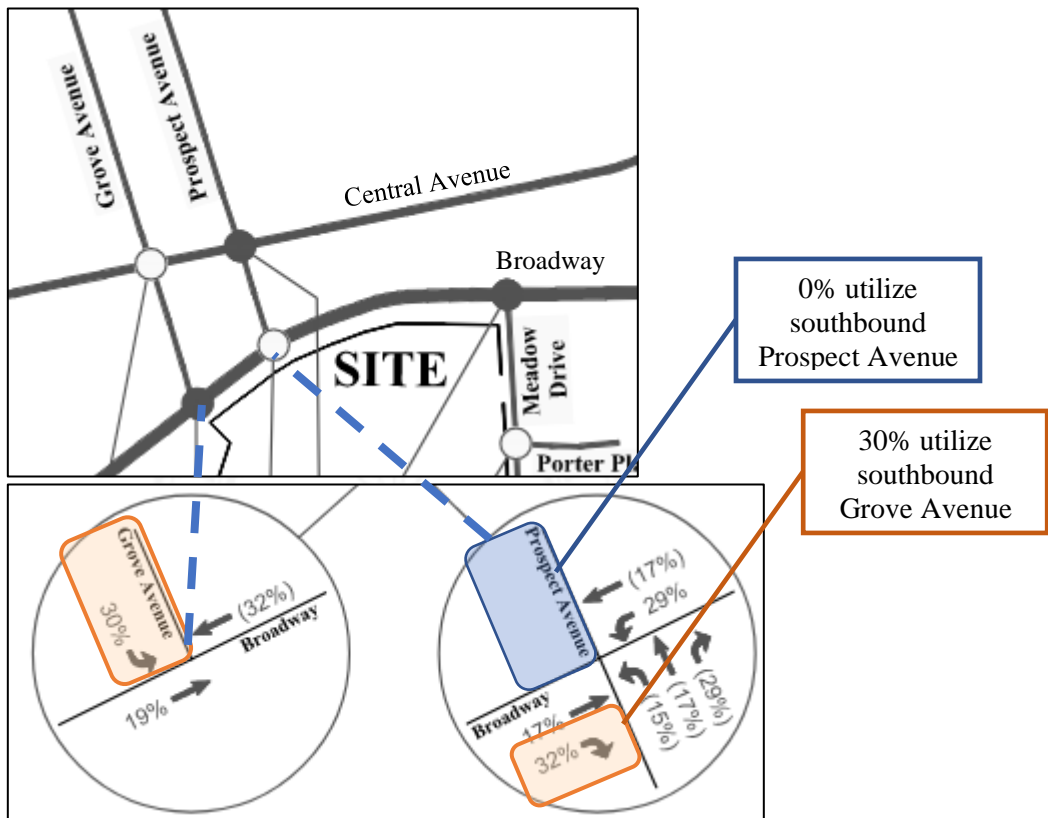 Grove Avenue
Prospect Avenue
Central Avenue
Broadway
SITE
Meadow
Drive
Porter Pl
0% utilize
southbound
Prospect Avenue
30% utilize
southbound
Grove Avenue
Grove Avenue
30%
(32%)
Broadway
19%
Prospect Avenue
(17%)
29%
Broadway
17%
32%
(15%)
(17%)
(29%)